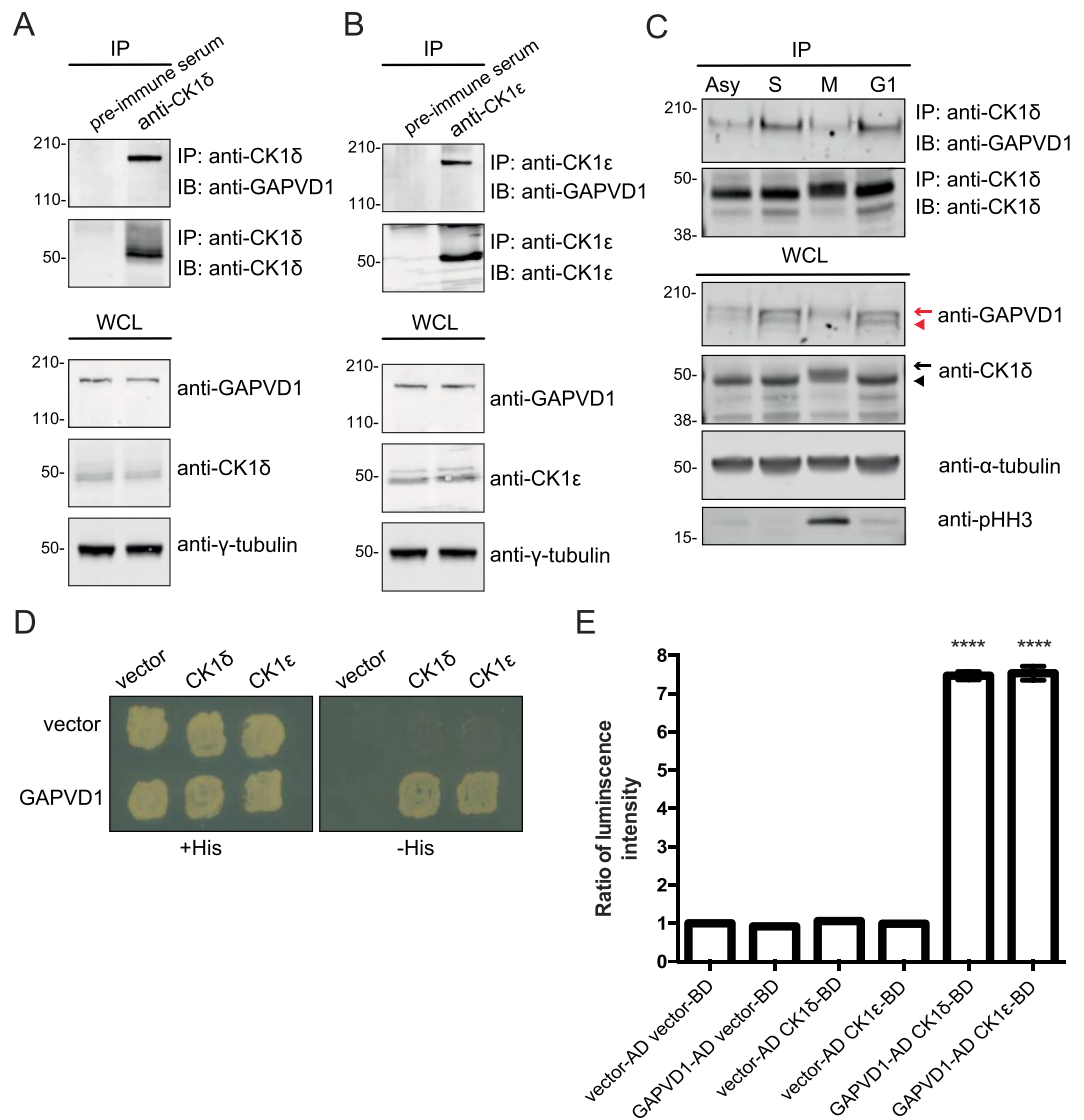 A
IP
pre-immune serum
anti-CK1δ
210-
110-
IP: anti-CK1δ
IB: anti-GAPVD1
50-
IP: anti-CK1δ
IB: anti-CK1δ
WCL
210-
110-
anti-GAPVD1
50-
anti-CK1δ
50-
anti-γ-tubulin
B
IP
pre-immune serum
anti-CK1ε
210-
110-
IP: anti-CK1ε
IB: anti-GAPVD1
50-
IP: anti-CK1ε
IB: anti-CK1ε
WCL
210-
110-
anti-GAPVD1
50-
anti-CK1ε
50-
anti-γ-tubulin
C
IP
Asy S M G1
210-
IP: anti-CK1δ
IB: anti-GAPVD1
50-
38-
IP: anti-CK1δ
IB: anti-CK1δ
WCL
210-
anti-GAPVD1
50-
38-
anti-CK1δ
50-
anti-α-tubulin
15-
anti-pHH3
D
vector CK1δ CK1ε vector CK1δ CK1ε
vector
GAPVD1
+His -His
E
Ratio of luminscence
intensity
8
7
6
5
4
3
2
1
0
**** ****
vector-AD vector-BD
GAPVD1-AD vector-BD
vector-AD CK1δ-BD
vector-AD CK1ε-BD
GAPVD1-AD CK1δ-BD
GAPVD1-AD CK1ε-BD